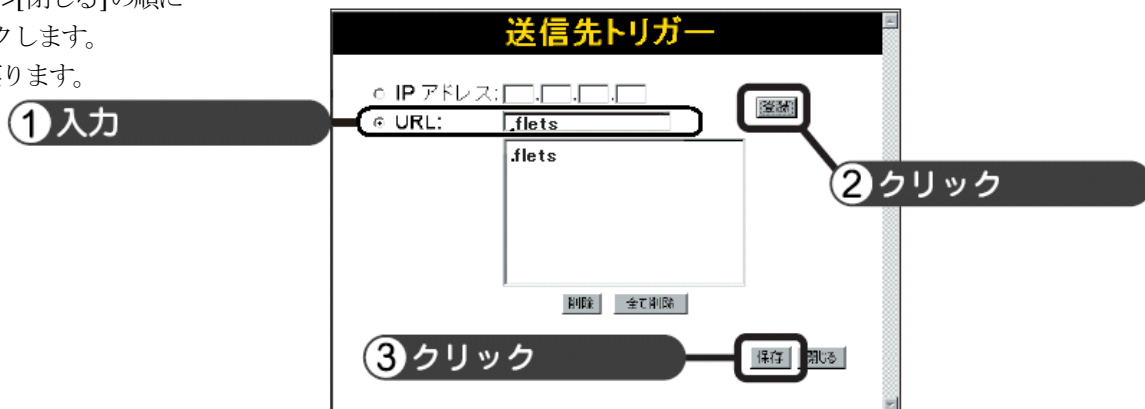 >[閉じる]の順に
クします。
ります。
送信先トリガー
IP アドレス: . . .
① 入力
URL: .flets
登録
.flets
② クリック
削除 全て削除
③ クリック
保存 閉じる